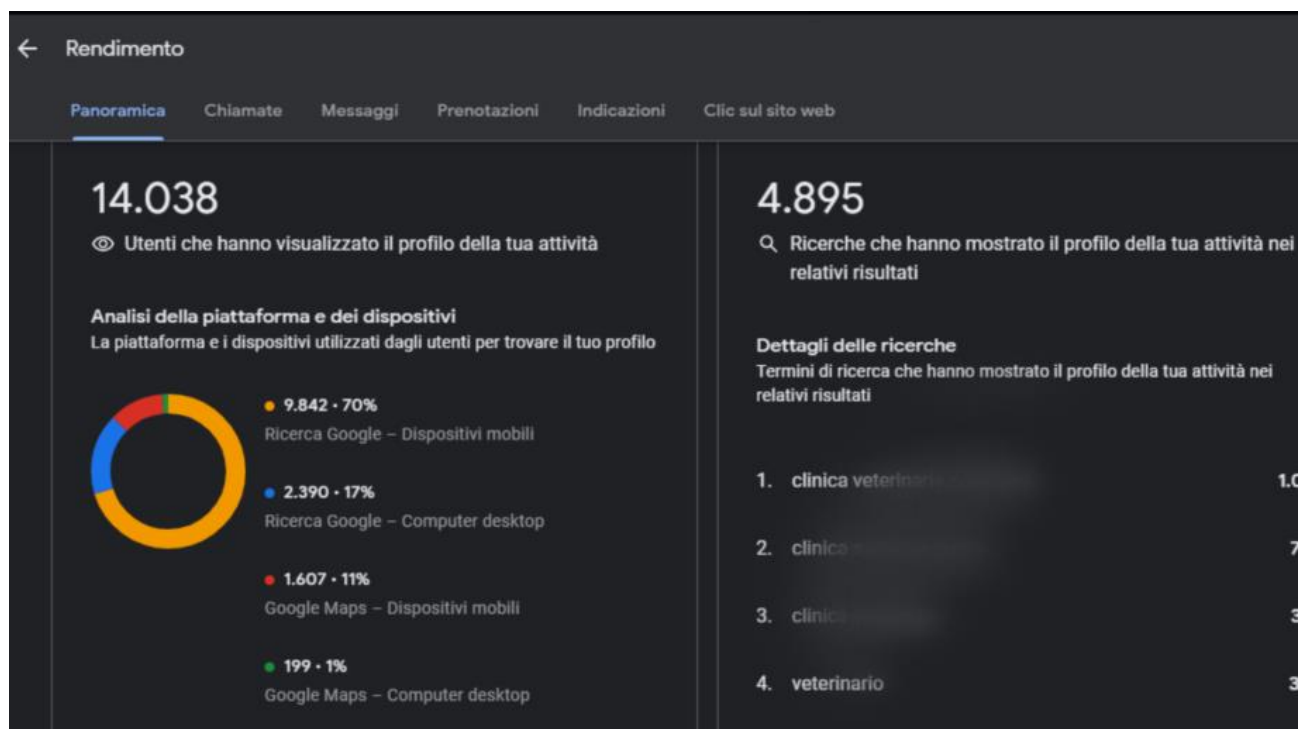 Rendimento
Panoramica Chiamate Messaggi Prenotazioni Indicazioni Clic sul sito web
14.038
Utenti che hanno visualizzato il profilo della tua attività
Analisi della piattaforma e dei dispositivi
La piattaforma e i dispositivi utilizzati dagli utenti per trovare il tuo profilo
9.842 • 70%
Ricerca Google – Dispositivi mobili
2.390 • 17%
Ricerca Google – Computer desktop
1.607 • 11%
Google Maps – Dispositivi mobili
199 • 1%
Google Maps – Computer desktop
4.895
Ricerche che hanno mostrato il profilo della tua attività nei
relativi risultati
Dettagli delle ricerche
Termini di ricerca che hanno mostrato il profilo della tua attività nei
relativi risultati
1. clinica
2. clinica
3. clinica
4. veterinario